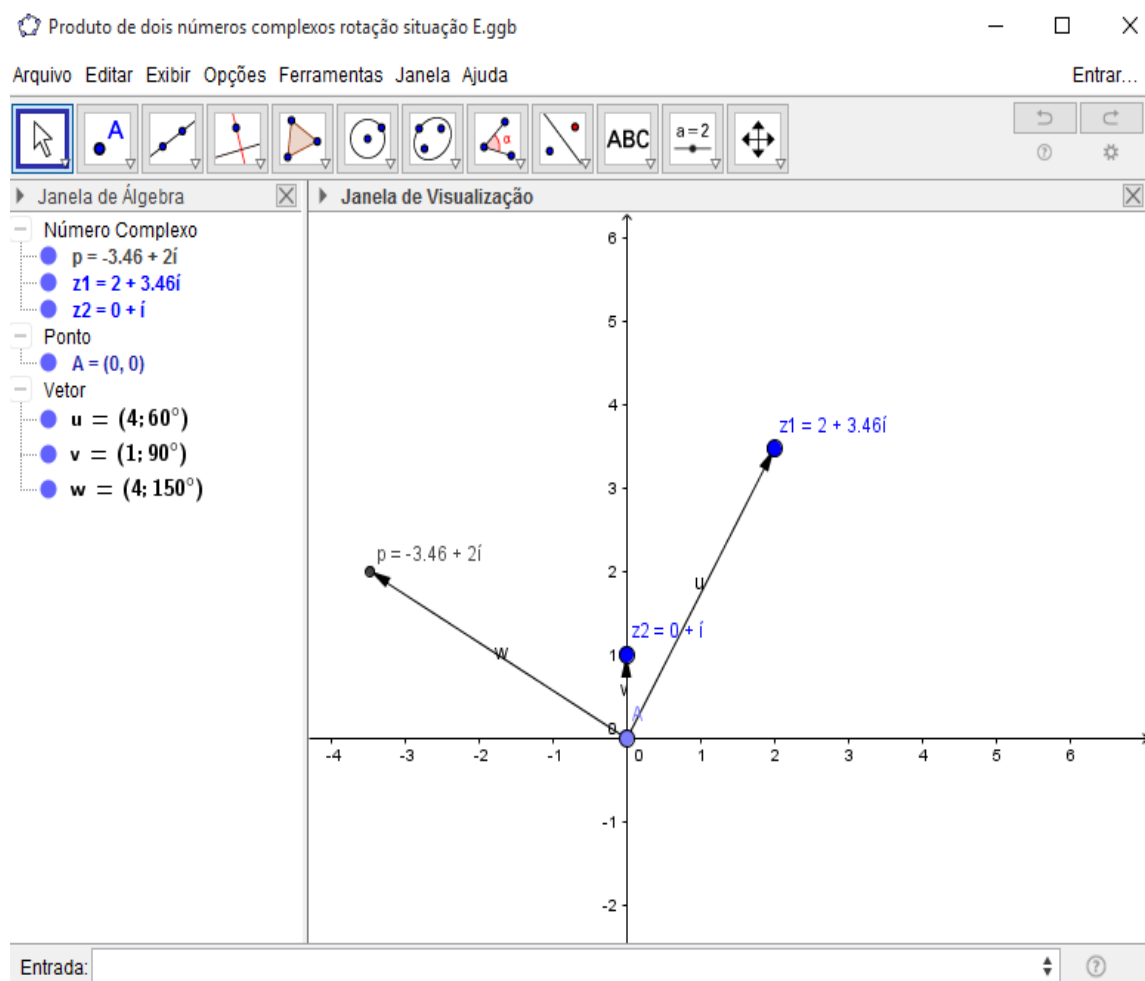 Produto de dois números complexos rotação situação E.ggb
Arquivo Editar Exibir Opções Ferramentas Janela Ajuda Entrar...
A α ABC a=2
Janela de Álgebra
Número Complexo
p = -3.46 + 2í
z1 = 2 + 3.46í
z2 = 0 + í
Ponto
A = (0, 0)
Vetor
u = (4; 60°)
v = (1; 90°)
w = (4; 150°)
Janela de Visualização
6
5
4
z1 = 2 + 3.46í
3
p = -3.46 + 2í
2
u
z2 = 0 + í
1
w
v
A
0
-4 -3 -2 -1 0 1 2 3 4 5 6
-1
-2
Entrada: